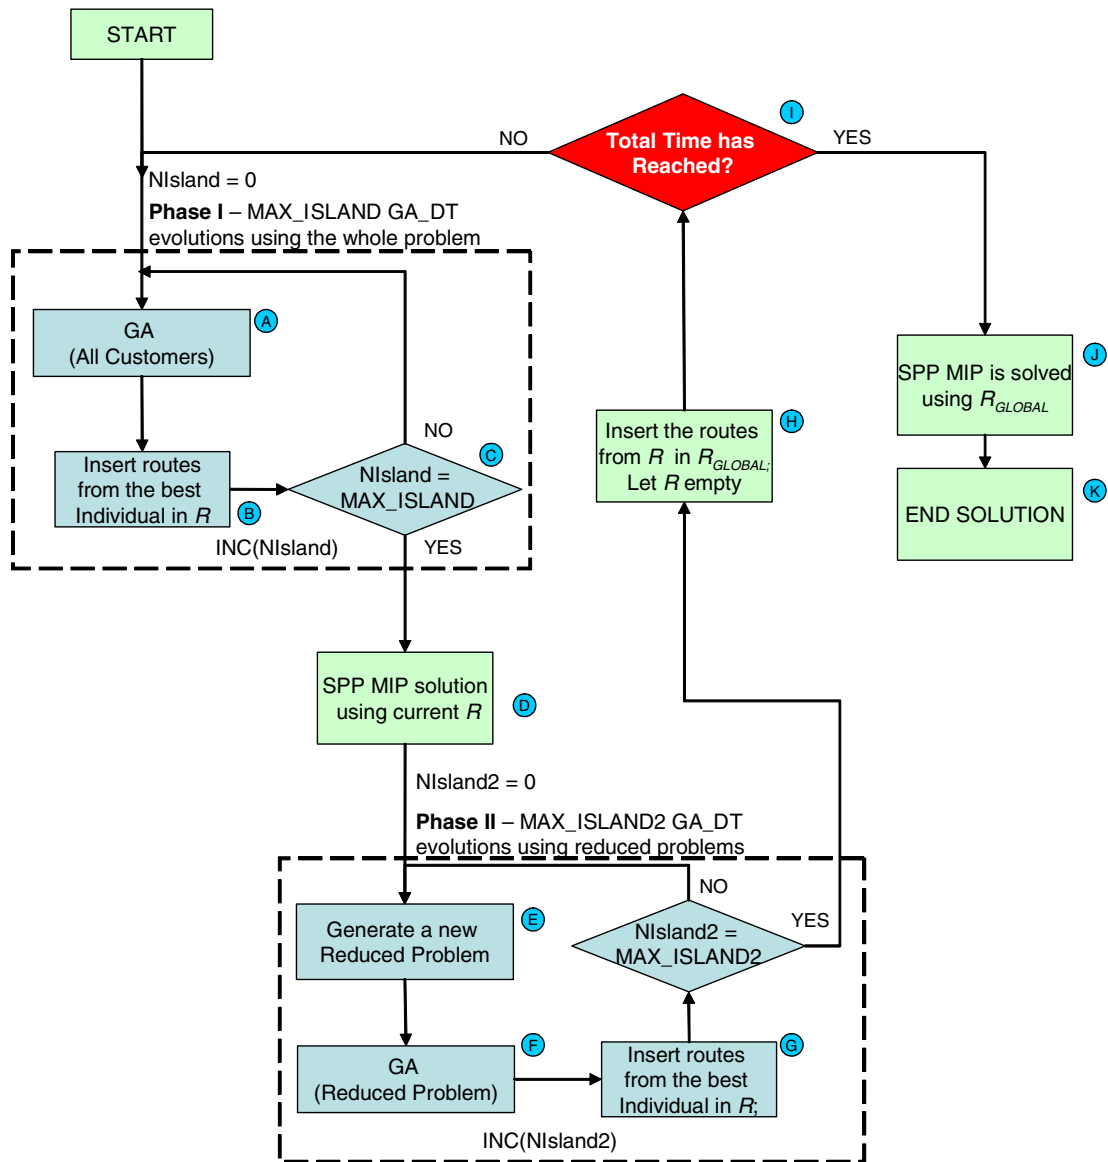 START
I
NO
Total Time has
Reached?
YES
NIsland = 0
Phase I – MAX_ISLAND GA_DT
evolutions using the whole problem
A
GA
(All Customers)
J
SPP MIP is solved
using R GLOBAL
H
Insert the routes
from R in R GLOBAL;
Let R empty
NO
C
NIsland =
MAX_ISLAND
Insert routes
from the best
Individual in R
B
K
END SOLUTION
INC(NIsland)
YES
SPP MIP solution
using current R
D
NIsland2 = 0
Phase II – MAX_ISLAND2 GA_DT
evolutions using reduced problems
NO
E
YES
Generate a new
Reduced Problem
NIsland2 =
MAX_ISLAND2
F
G
GA
(Reduced Problem)
Insert routes
from the best
Individual in R;
INC(NIsland2)